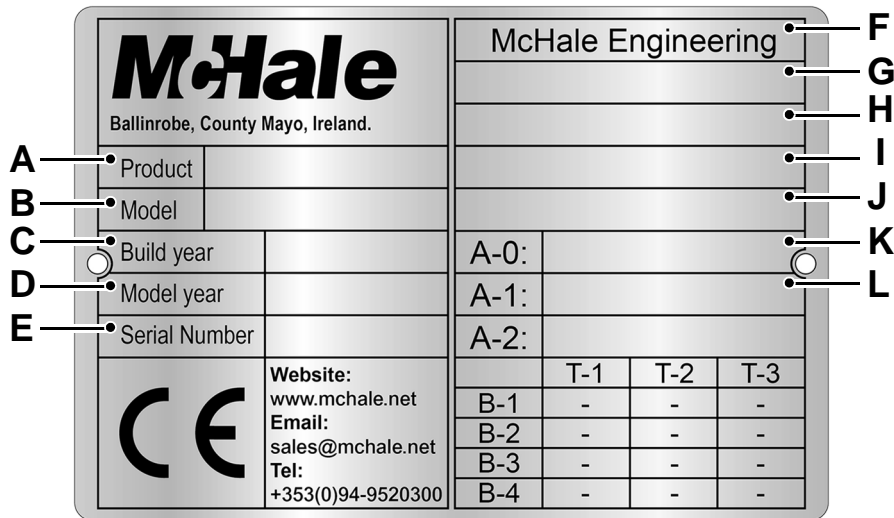 McHale
Ballinrobe, County Mayo, Ireland.
A Product
B Model
C Build year
D Model year
E Serial Number
CE
Website:
www.mchale.net
Email:
sales@mchale.net
Tel:
+353(0)94-9520300
McHale Engineering F
G
H
I
J
A-0: K
A-1: L
A-2:
T-1 T-2 T-3
B-1 - - -
B-2 - - -
B-3 - - -
B-4 - - -